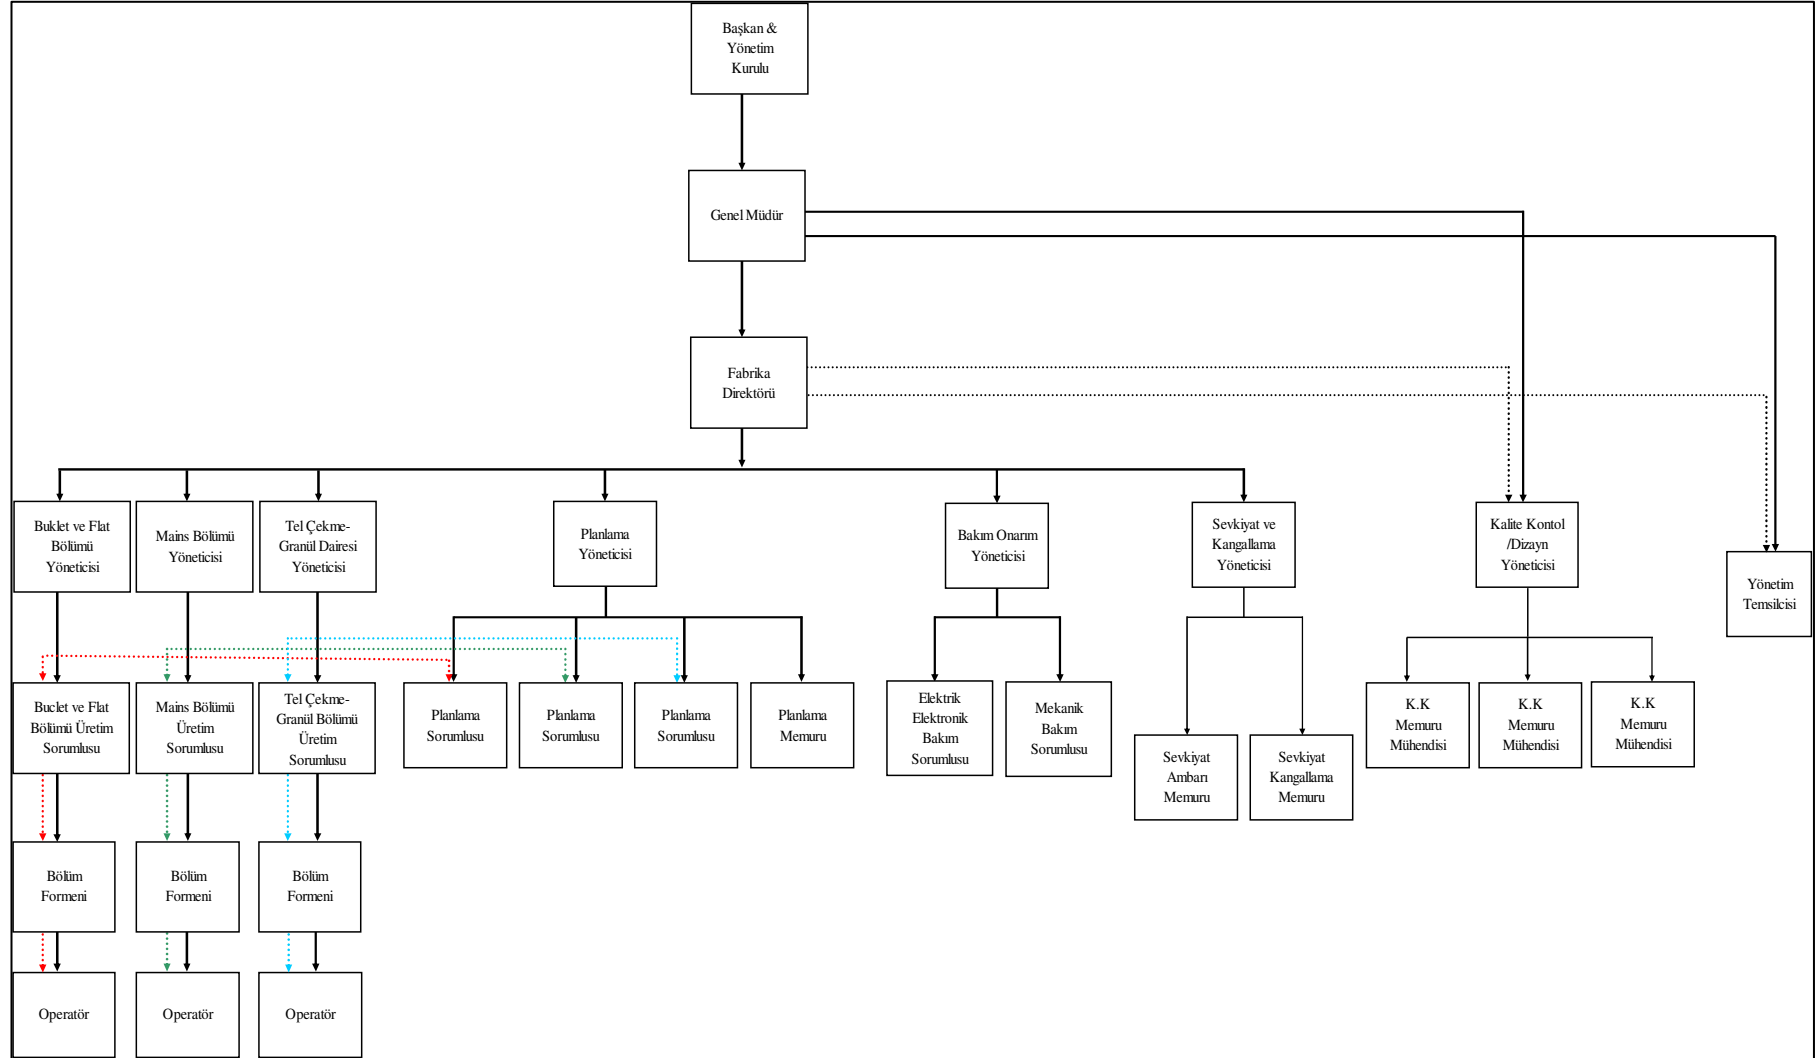 Başkan &
Yönetim
Kurulu
Genel Müdür
Fabrika
Direktörü
Buklet ve Flat
Bölümü
Yöneticisi
Mains Bölümü
Yöneticisi
Tel Çekme-
Granül Dairesi
Yöneticisi
Planlama
Yöneticisi
Bakım Onarım
Yöneticisi
Sevkiyat ve
Kangallama
Yöneticisi
Kalite Kontol
/Dizayn
Yöneticisi
Yönetim
Temsilcisi
Buclet ve Flat
Bölümü Üretim
Sorumlusu
Mains Bölümü
Üretim
Sorumlusu
Tel Çekme-
Granül Bölümü
Üretim
Sorumlusu
Planlama
Sorumlusu
Planlama
Sorumlusu
Planlama
Sorumlusu
Planlama
Memuru
Elektrik
Elektronik
Bakım
Sorumlusu
Mekanik
Bakım
Sorumlusu
Sevkiyat
Ambarı
Memuru
Sevkiyat
Kangallama
Memuru
K.K
Memuru
Mühendisi
K.K
Memuru
Mühendisi
K.K
Memuru
Mühendisi
Bölüm
Formeni
Bölüm
Formeni
Bölüm
Formeni
Operatör
Operatör
Operatör